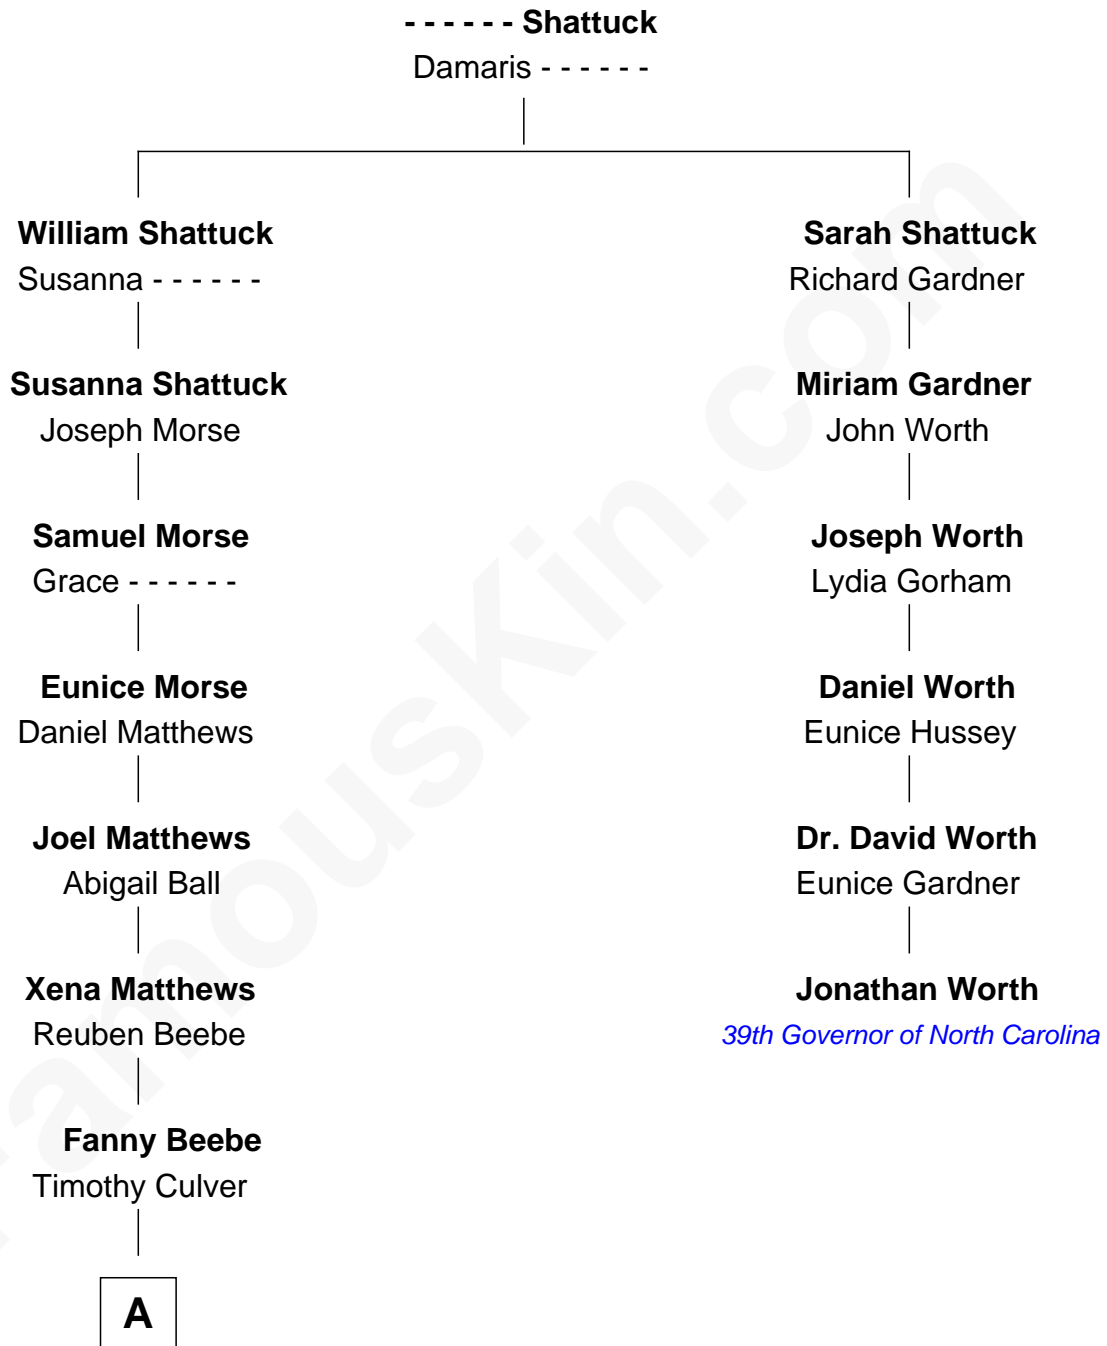 - - - - - - Shattuck
Damaris - - - - - -
William Shattuck
Susanna - - - - - -
Sarah Shattuck
Richard Gardner
Susanna Shattuck
Joseph Morse
Miriam Gardner
John Worth
Samuel Morse
Grace - - - - - -
Joseph Worth
Lydia Gorham
Eunice Morse
Daniel Matthews
Daniel Worth
Eunice Hussey
Joel Matthews
Abigail Ball
Dr. David Worth
Eunice Gardner
Xena Matthews
Reuben Beebe
Jonathan Worth
39th Governor of North Carolina
Fanny Beebe
Timothy Culver
A
FamousKin.com